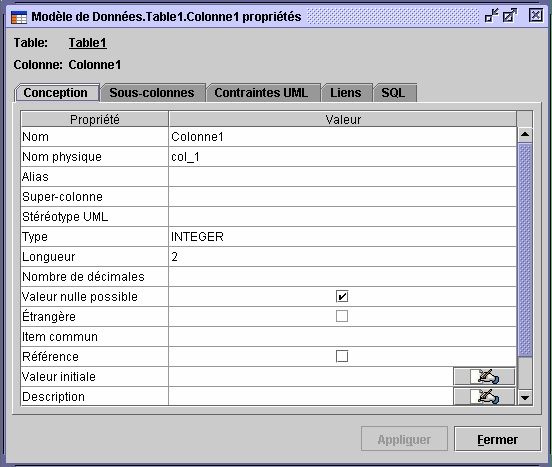 Modèle de Données.Table1.Colonne1 propriétés
Table: Table1
Colonne: Colonne1
Conception Sous-colonnes Contraintes UML Liens SQL
Propriété Valeur
Nom Colonne1
Nom physique col_1
Alias
Super-colonne
Stéréotype UML
Type INTEGER
Longueur 2
Nombre de décimales
Valeur nulle possible
Étrangère
Item commun
Référence
Valeur initiale
Description
Appliquer Fermer